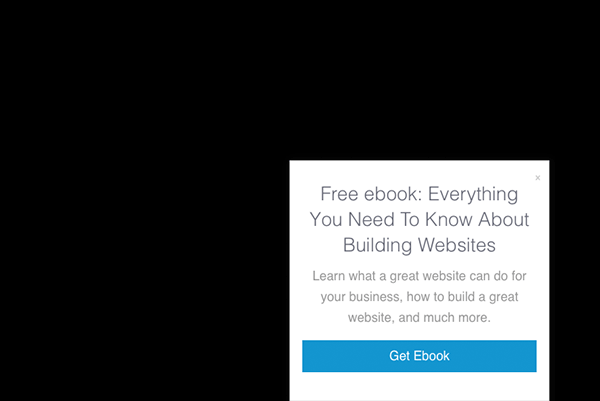 ×
Free ebook: Everything
You Need To Know About
Building Websites
Learn what a great website can do for
your business, how to build a great
website, and much more.
Get Ebook